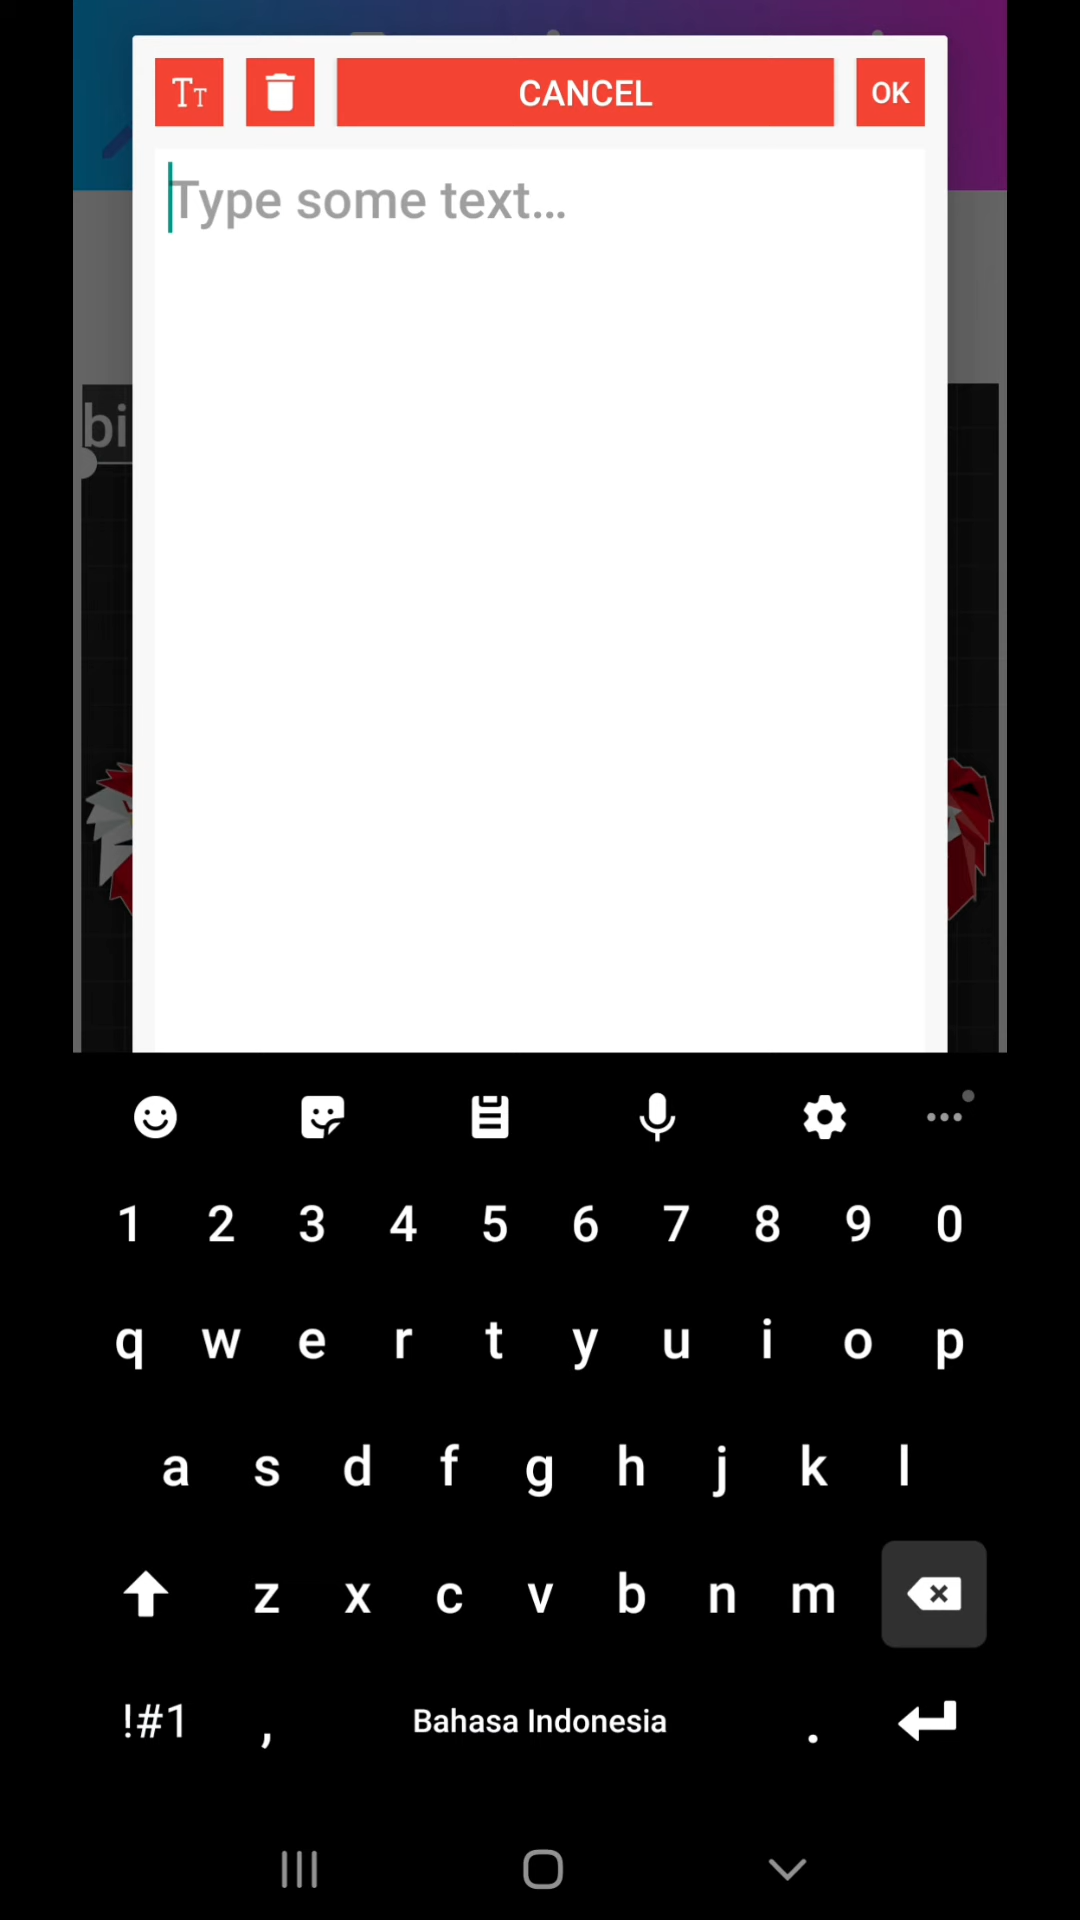 Tт CANCEL OK
Type some text...
bi
1 2 3 4 5 6 7 8 9 0
q w e r t y u i o p
a s d f g h j k l
z x c v b n m
!#1 , Bahasa Indonesia .